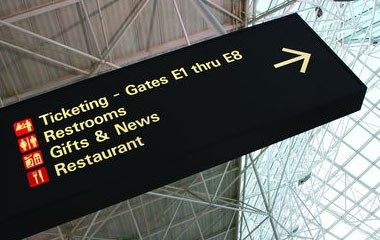 Ticketing - Gates E1 thru E8
Restrooms
Gifts & News
Restaurant